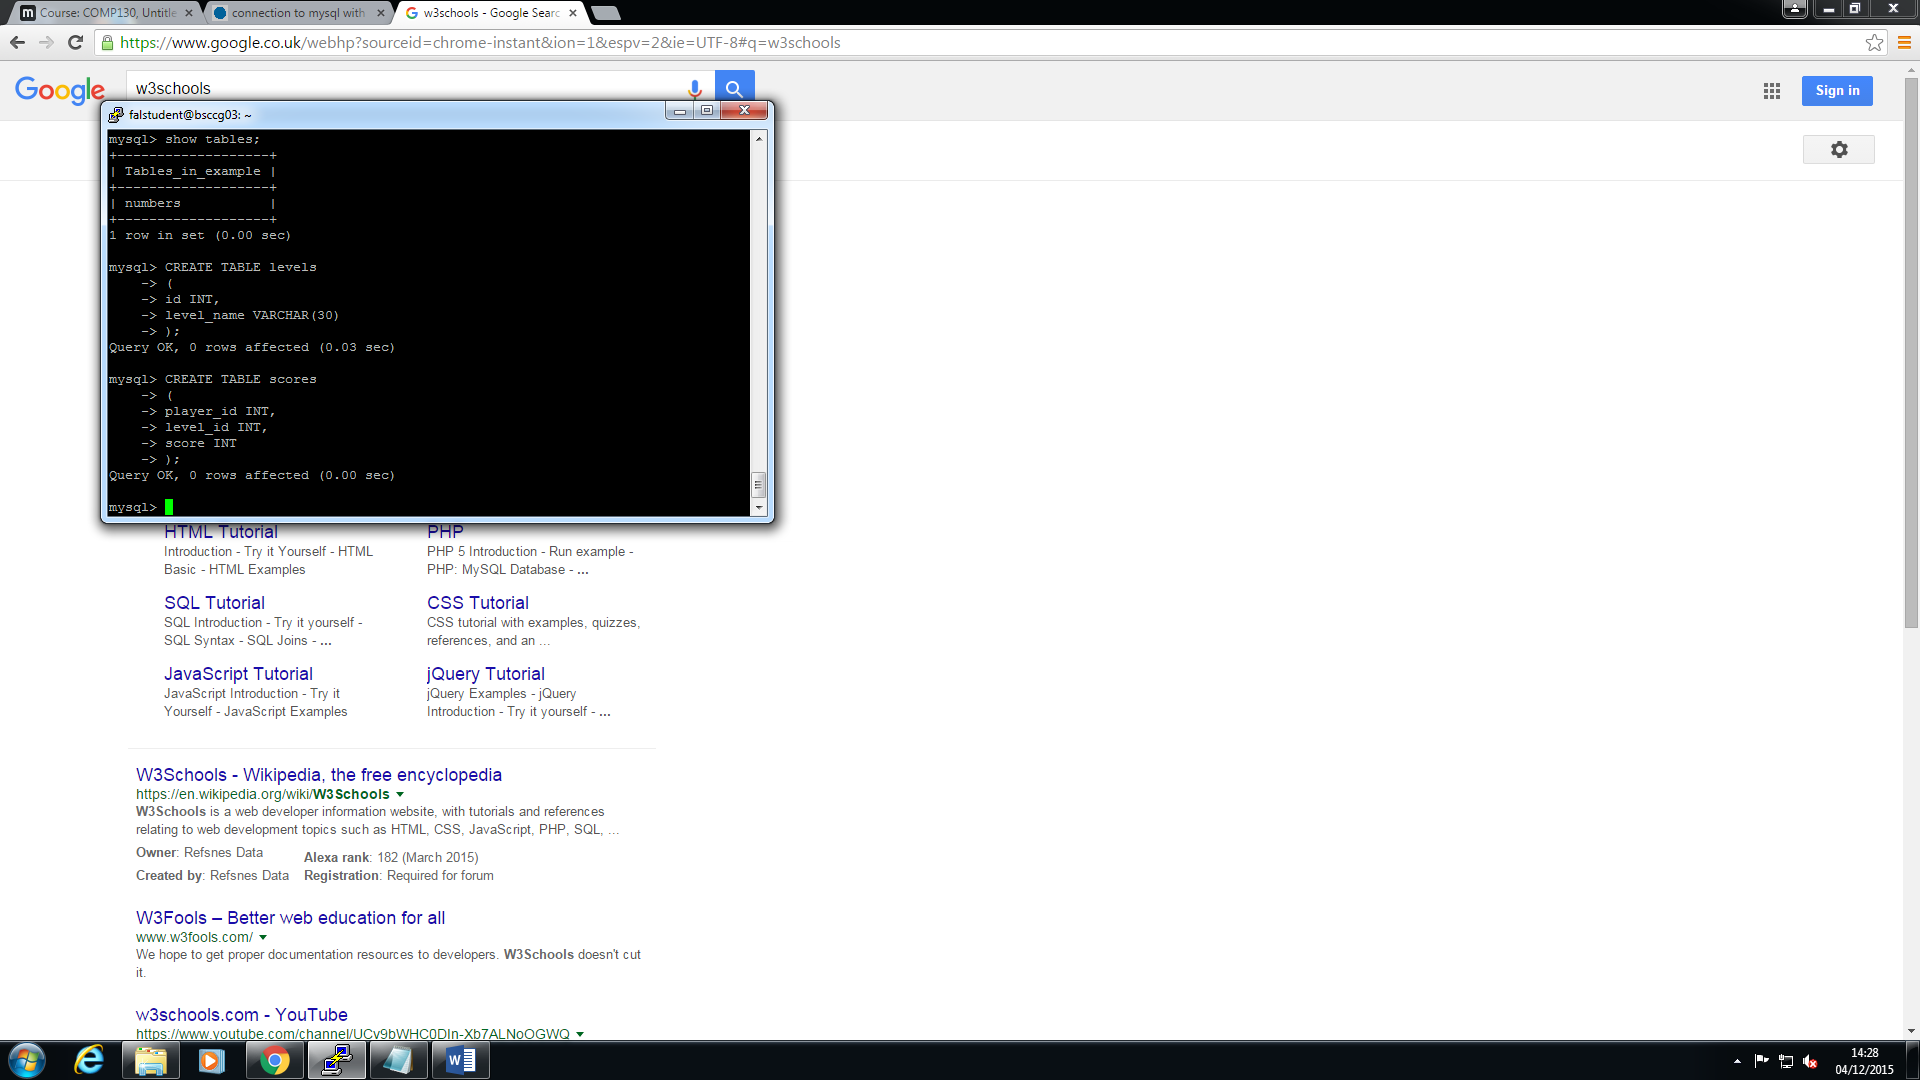 Course: COMP130, Untitle
connection to mysql with
w3schools - Google Searc
https://www.google.co.uk/webhp?sourceid=chrome-instant&ion=1&espv=2&ie=UTF-8#q=w3schools
Google
w3schools
Sign in
falstudent@bsccg03: ~
mysql> show tables;
+-------------------+
| Tables_in_example |
+-------------------+
| numbers           |
+-------------------+
1 row in set (0.00 sec)
mysql> CREATE TABLE levels
    -> (
    -> id INT,
    -> level_name VARCHAR(30)
    -> );
Query OK, 0 rows affected (0.03 sec)
mysql> CREATE TABLE scores
    -> (
    -> player_id INT,
    -> level_id INT,
    -> score INT
    -> );
Query OK, 0 rows affected (0.00 sec)
mysql>
HTML Tutorial
Introduction - Try it Yourself - HTML
Basic - HTML Examples
PHP
PHP 5 Introduction - Run example -
PHP: MySQL Database - ...
SQL Tutorial
SQL Introduction - Try it yourself -
SQL Syntax - SQL Joins - ...
CSS Tutorial
CSS tutorial with examples, quizzes,
references, and an ...
JavaScript Tutorial
JavaScript Introduction - Try it
Yourself - JavaScript Examples
jQuery Tutorial
jQuery Examples - jQuery
Introduction - Try it yourself - ...
W3Schools - Wikipedia, the free encyclopedia
https://en.wikipedia.org/wiki/W3Schools
W3Schools is a web developer information website, with tutorials and references
relating to web development topics such as HTML, CSS, JavaScript, PHP, SQL, ...
Owner: Refsnes Data
Alexa rank: 182 (March 2015)
Created by: Refsnes Data
Registration: Required for forum
W3Fools – Better web education for all
www.w3fools.com/
We hope to get proper documentation resources to developers. W3Schools doesn't cut
it.
w3schools.com - YouTube
https://www.youtube.com/channel/UCv9bWHC0DIn-Xb7ALNoOGWQ
14:28
04/12/2015